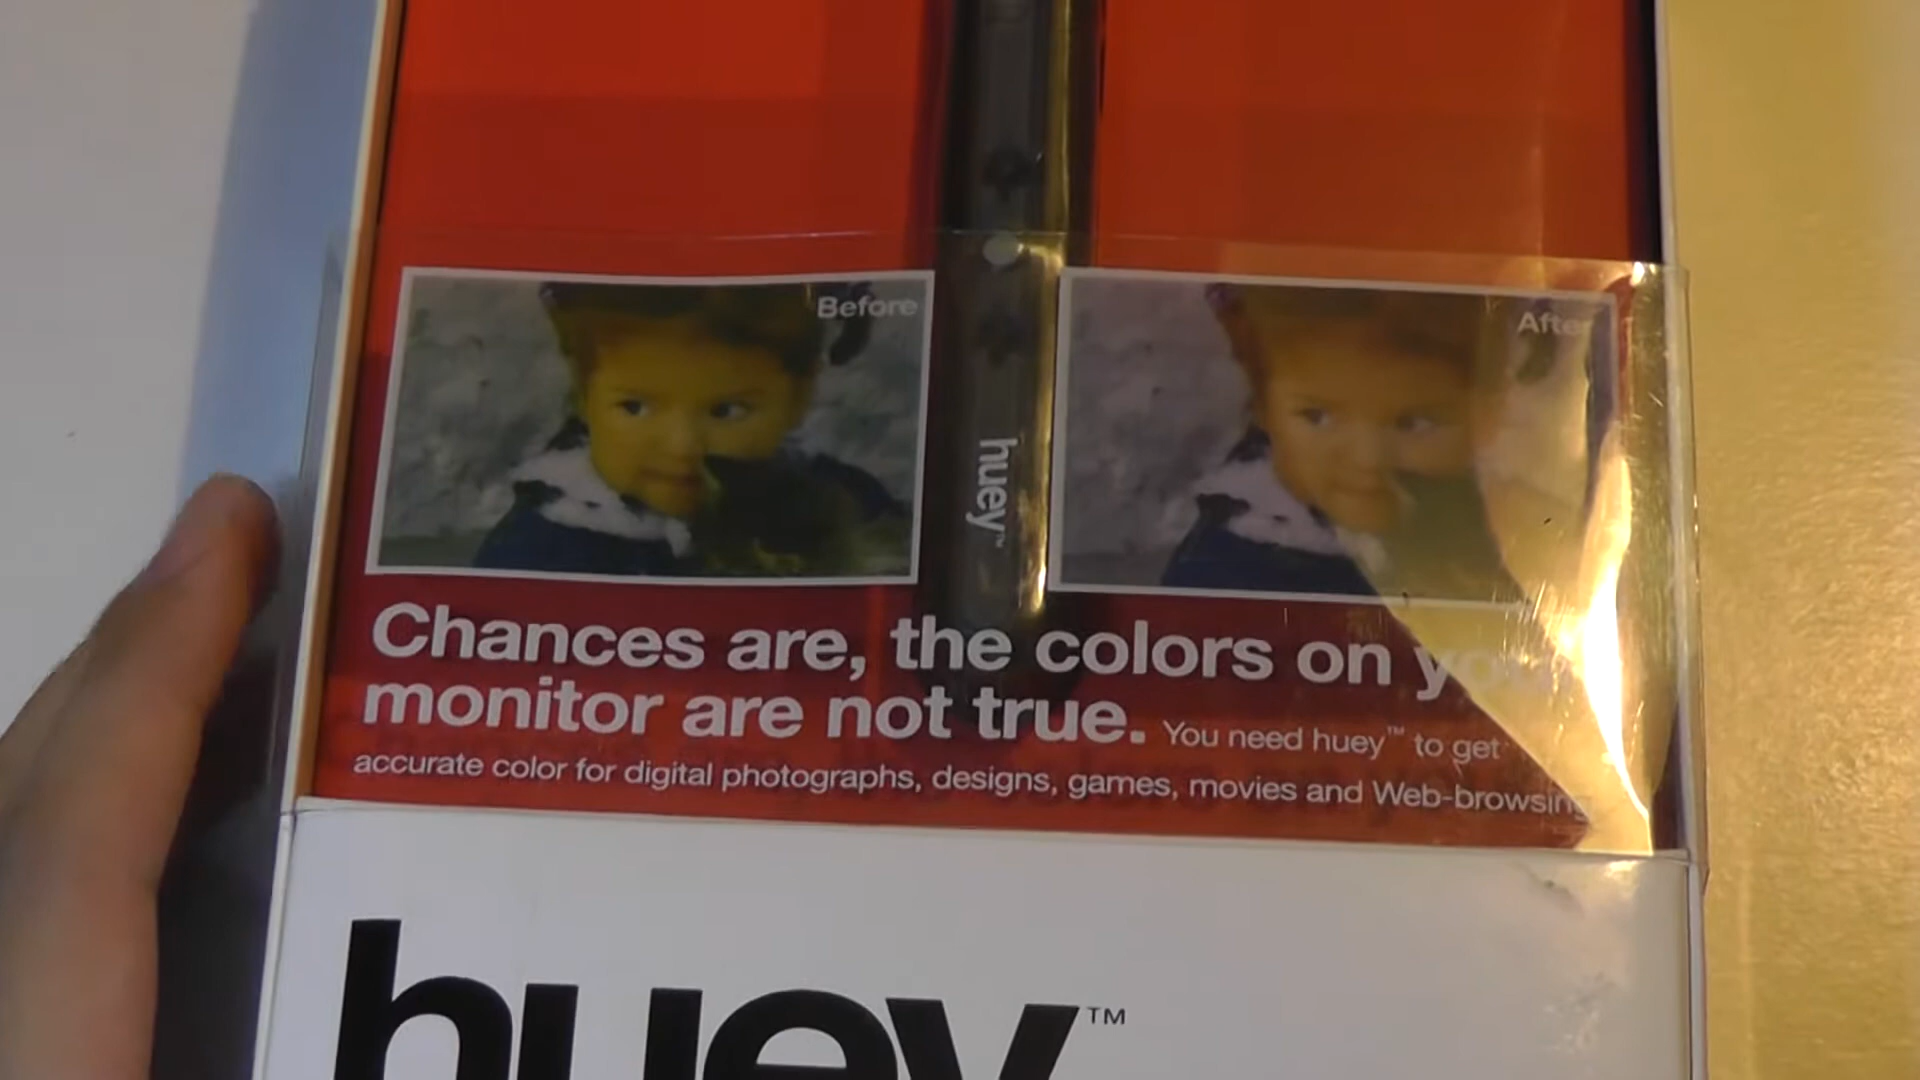 Before
After
huey™
Chances are, the colors on your
monitor are not true. You need huey™ to get
accurate color for digital photographs, designs, games, movies and Web-browsing
huey™